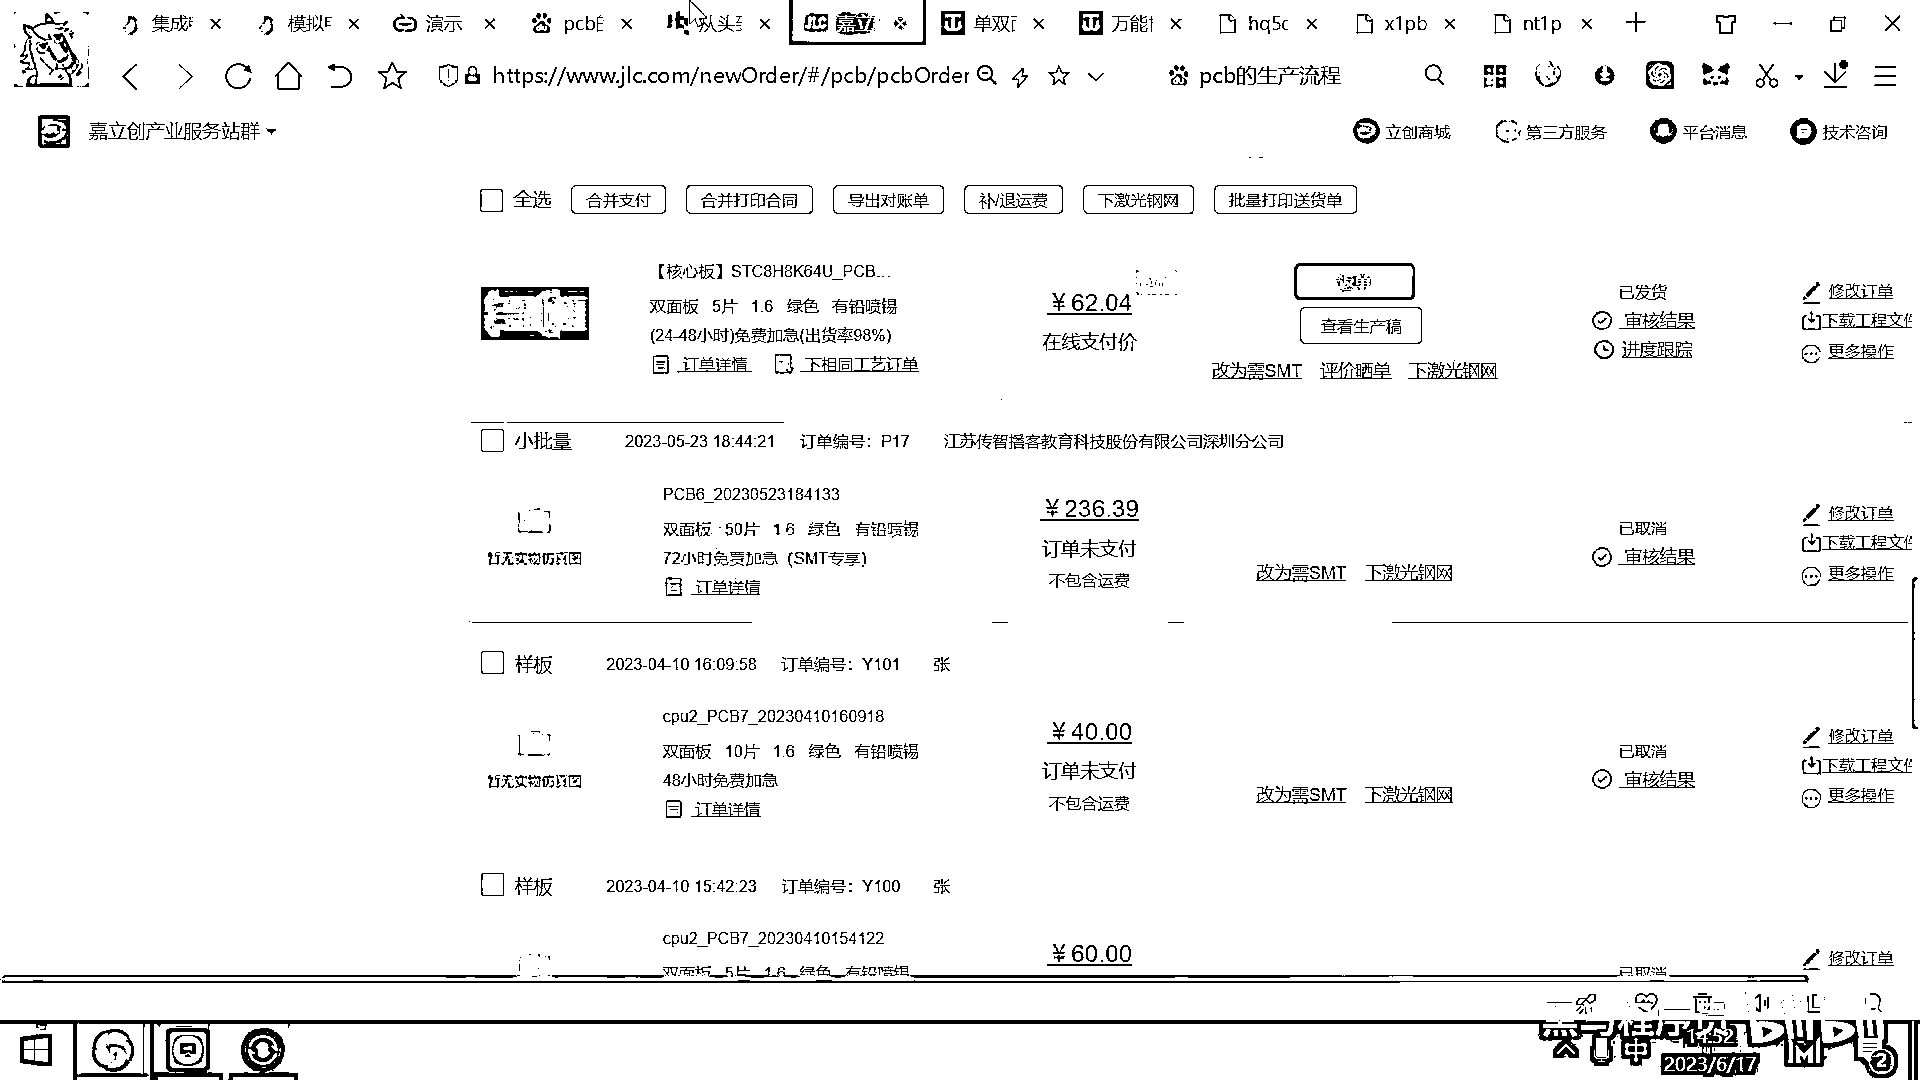 集成 模拟 演示 pcb 队头 嘉立 单双 万能 hq5c x1pb nt1p
https://www.jlc.com/newOrder/#/pcb/pcbOrder pcb的生产流程
嘉立创产业服务站群 立创商城 第三方服务 平台消息 技术咨询
全选 合并支付 合并打印合同 导出对账单 补/退运费 下激光钢网 批量打印送货单
【核心板】STC8H8K64U_PCB...
双面板 5片 1.6 绿色 有铅喷锡
(24-48小时)免费加急(出货率98%)
订单详情 下相同工艺订单
¥62.04
在线支付价
返单
查看生产稿
改为需SMT 评价晒单 下激光钢网
已发货
审核结果
进度跟踪
修改订单
下载工程文件
更多操作
小批量 2023-05-23 18:44:21 订单编号：P17 江苏传智播客教育科技股份有限公司深圳分公司
暂无实物仿真图
PCB6_20230523184133
双面板 50片 1.6 绿色 有铅喷锡
72小时免费加急 (SMT专享)
订单详情
¥236.39
订单未支付
不包含运费
改为需SMT 下激光钢网
已取消
审核结果
修改订单
下载工程文件
更多操作
样板 2023-04-10 16:09:58 订单编号：Y101 张
暂无实物仿真图
cpu2_PCB7_20230410160918
双面板 10片 1.6 绿色 有铅喷锡
48小时免费加急
订单详情
¥40.00
订单未支付
不包含运费
改为需SMT 下激光钢网
已取消
审核结果
修改订单
下载工程文件
更多操作
样板 2023-04-10 15:42:23 订单编号：Y100 张
cpu2_PCB7_20230410154122
双面板 5片 1.6 绿色 有铅喷锡
¥60.00
已取消
修改订单
中
14:52
2023/6/17
2